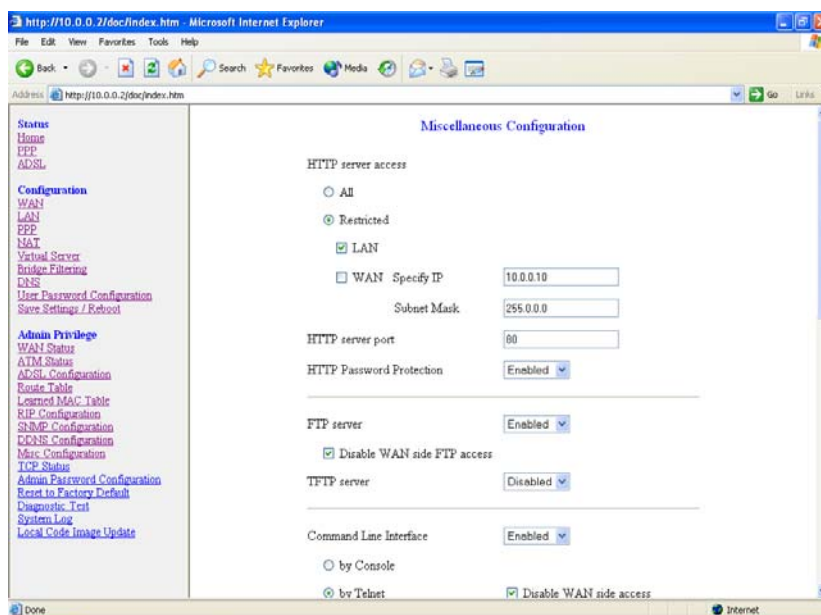 http://10.0.0.2/doc/index.htm - Microsoft Internet Explorer
File Edit View Favorites Tools Help
Back Search Favorites Media
Address http://10.0.0.2/doc/index.htm Go Links
Status
Home
PPP
ADSL
Configuration
WAN
LAN
PPP
NAT
Virtual Server
Bridge Filtering
DNS
User Password Configuration
Save Settings / Reboot
Admin Privilege
WAN Status
ATM Status
ADSL Configuration
Route Table
Learned MAC Table
RIP Configuration
SNMP Configuration
DDNS Configuration
Misc Configuration
TCP Status
Admin Password Configuration
Reset to Factory Default
Diagnostic Test
System Log
Local Code Image Update
Miscellaneous Configuration
HTTP server access
All
Restricted
LAN
WAN Specify IP 10.0.0.10
Subnet Mask 255.0.0.0
HTTP server port 80
HTTP Password Protection Enabled
FTP server Enabled
Disable WAN side FTP access
TFTP server Disabled
Command Line Interface Enabled
by Console
by Telnet Disable WAN side access
Done Internet